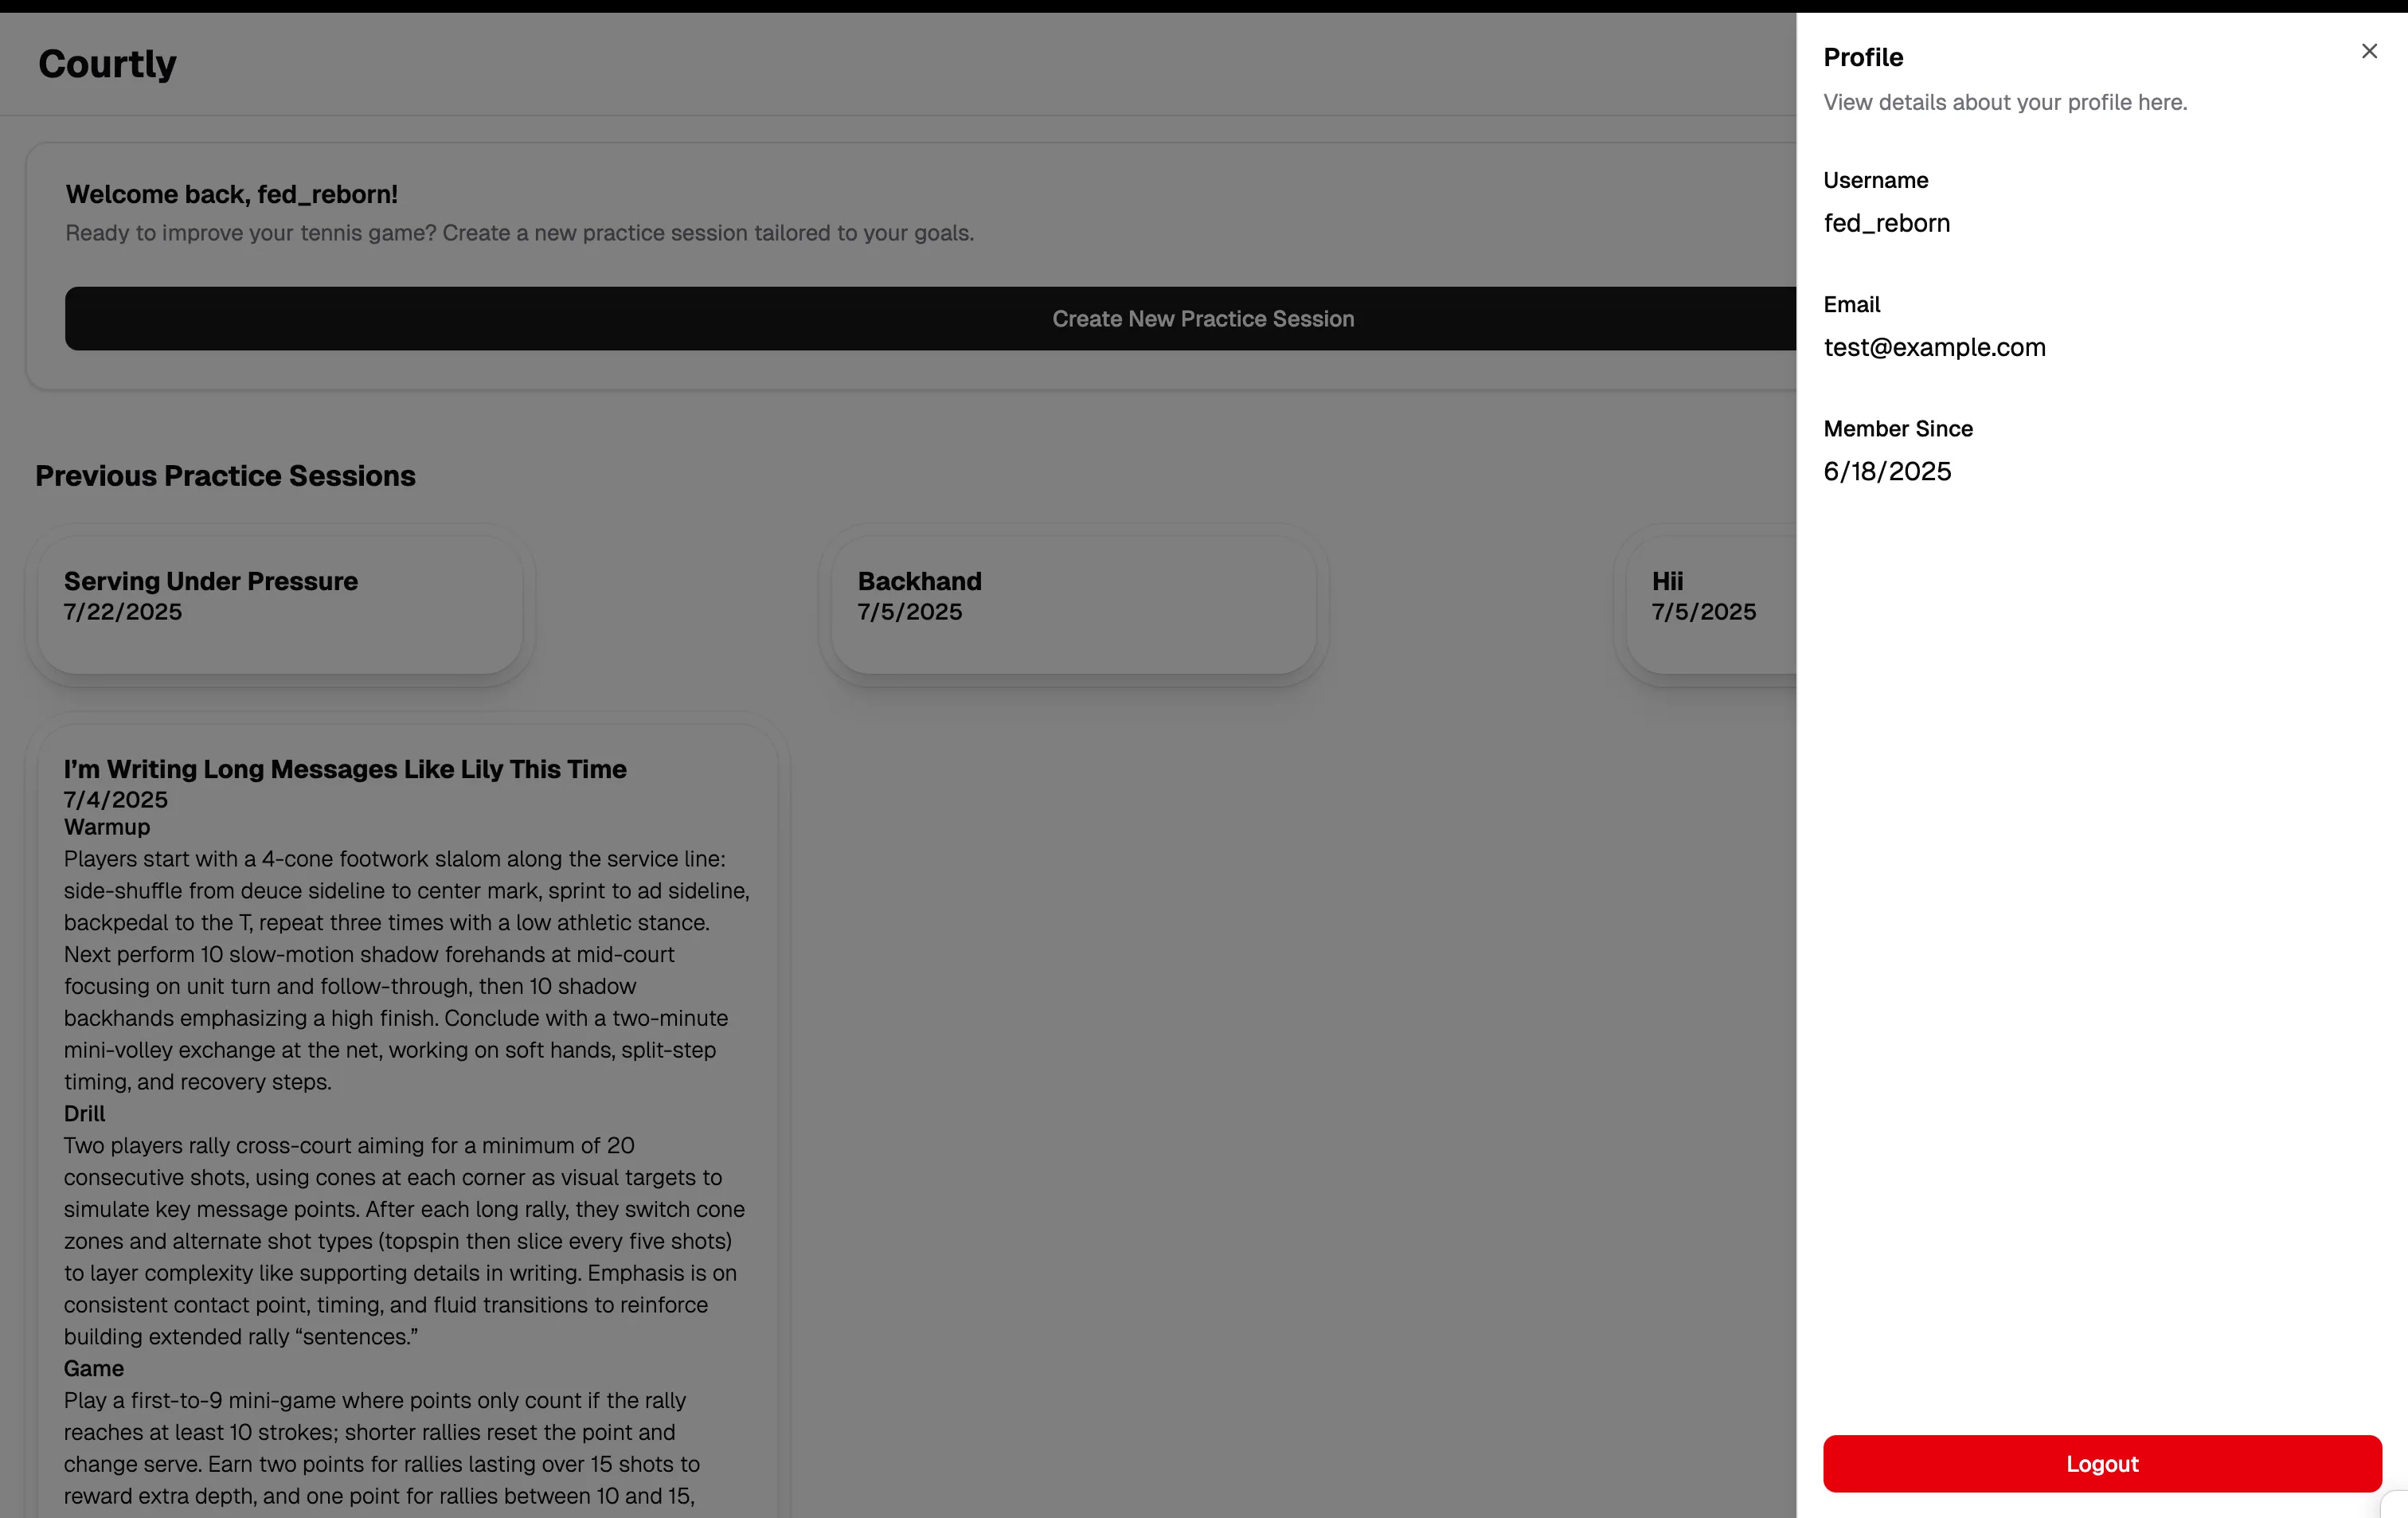 Courtly
Welcome back, fed_reborn!
Ready to improve your tennis game? Create a new practice session tailored to your goals.
Create New Practice Session
Previous Practice Sessions
Serving Under Pressure
7/22/2025
Backhand
7/5/2025
Hii
7/5/2025
I’m Writing Long Messages Like Lily This Time
7/4/2025
Warmup
Players start with a 4-cone footwork slalom along the service line:
side-shuffle from deuce sideline to center mark, sprint to ad sideline,
backpedal to the T, repeat three times with a low athletic stance.
Next perform 10 slow-motion shadow forehands at mid-court
focusing on unit turn and follow-through, then 10 shadow
backhands emphasizing a high finish. Conclude with a two-minute
mini-volley exchange at the net, working on soft hands, split-step
timing, and recovery steps.
Drill
Two players rally cross-court aiming for a minimum of 20
consecutive shots, using cones at each corner as visual targets to
simulate key message points. After each long rally, they switch cone
zones and alternate shot types (topspin then slice every five shots)
to layer complexity like supporting details in writing. Emphasis is on
consistent contact point, timing, and fluid transitions to reinforce
building extended rally “sentences.”
Game
Play a first-to-9 mini-game where points only count if the rally
reaches at least 10 strokes; shorter rallies reset the point and
change serve. Earn two points for rallies lasting over 15 shots to
reward extra depth, and one point for rallies between 10 and 15,
Profile
View details about your profile here.
Username
fed_reborn
Email
test@example.com
Member Since
6/18/2025
Logout